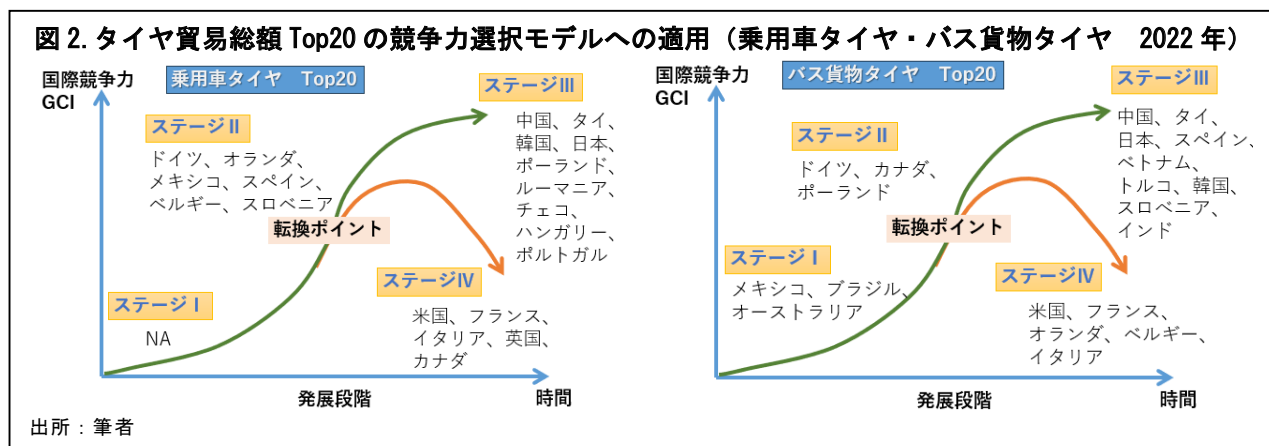 図2. タイヤ貿易総額 Top20 の競争力選択モデルへの適用（乗用車タイヤ・バス貨物タイヤ　2022 年）
国際競争力
GCI
乗用車タイヤ　Top20
ステージⅡ
ドイツ、オランダ、
メキシコ、スペイン、
ベルギー、スロベニア
ステージⅢ
中国、タイ、
韓国、日本、
ポーランド、
ルーマニア、
チェコ、
ハンガリー、
ポルトガル
転換ポイント
ステージⅠ
NA
ステージⅣ
米国、フランス、
イタリア、英国、
カナダ
発展段階
時間
国際競争力
GCI
バス貨物タイヤ　Top20
ステージⅡ
ドイツ、カナダ、
ポーランド
ステージⅢ
中国、タイ、
日本、スペイン、
ベトナム、
トルコ、韓国、
スロベニア、
インド
転換ポイント
ステージⅠ
メキシコ、ブラジル、
オーストラリア
ステージⅣ
米国、フランス、
オランダ、ベルギー、
イタリア
発展段階
時間
出所：筆者